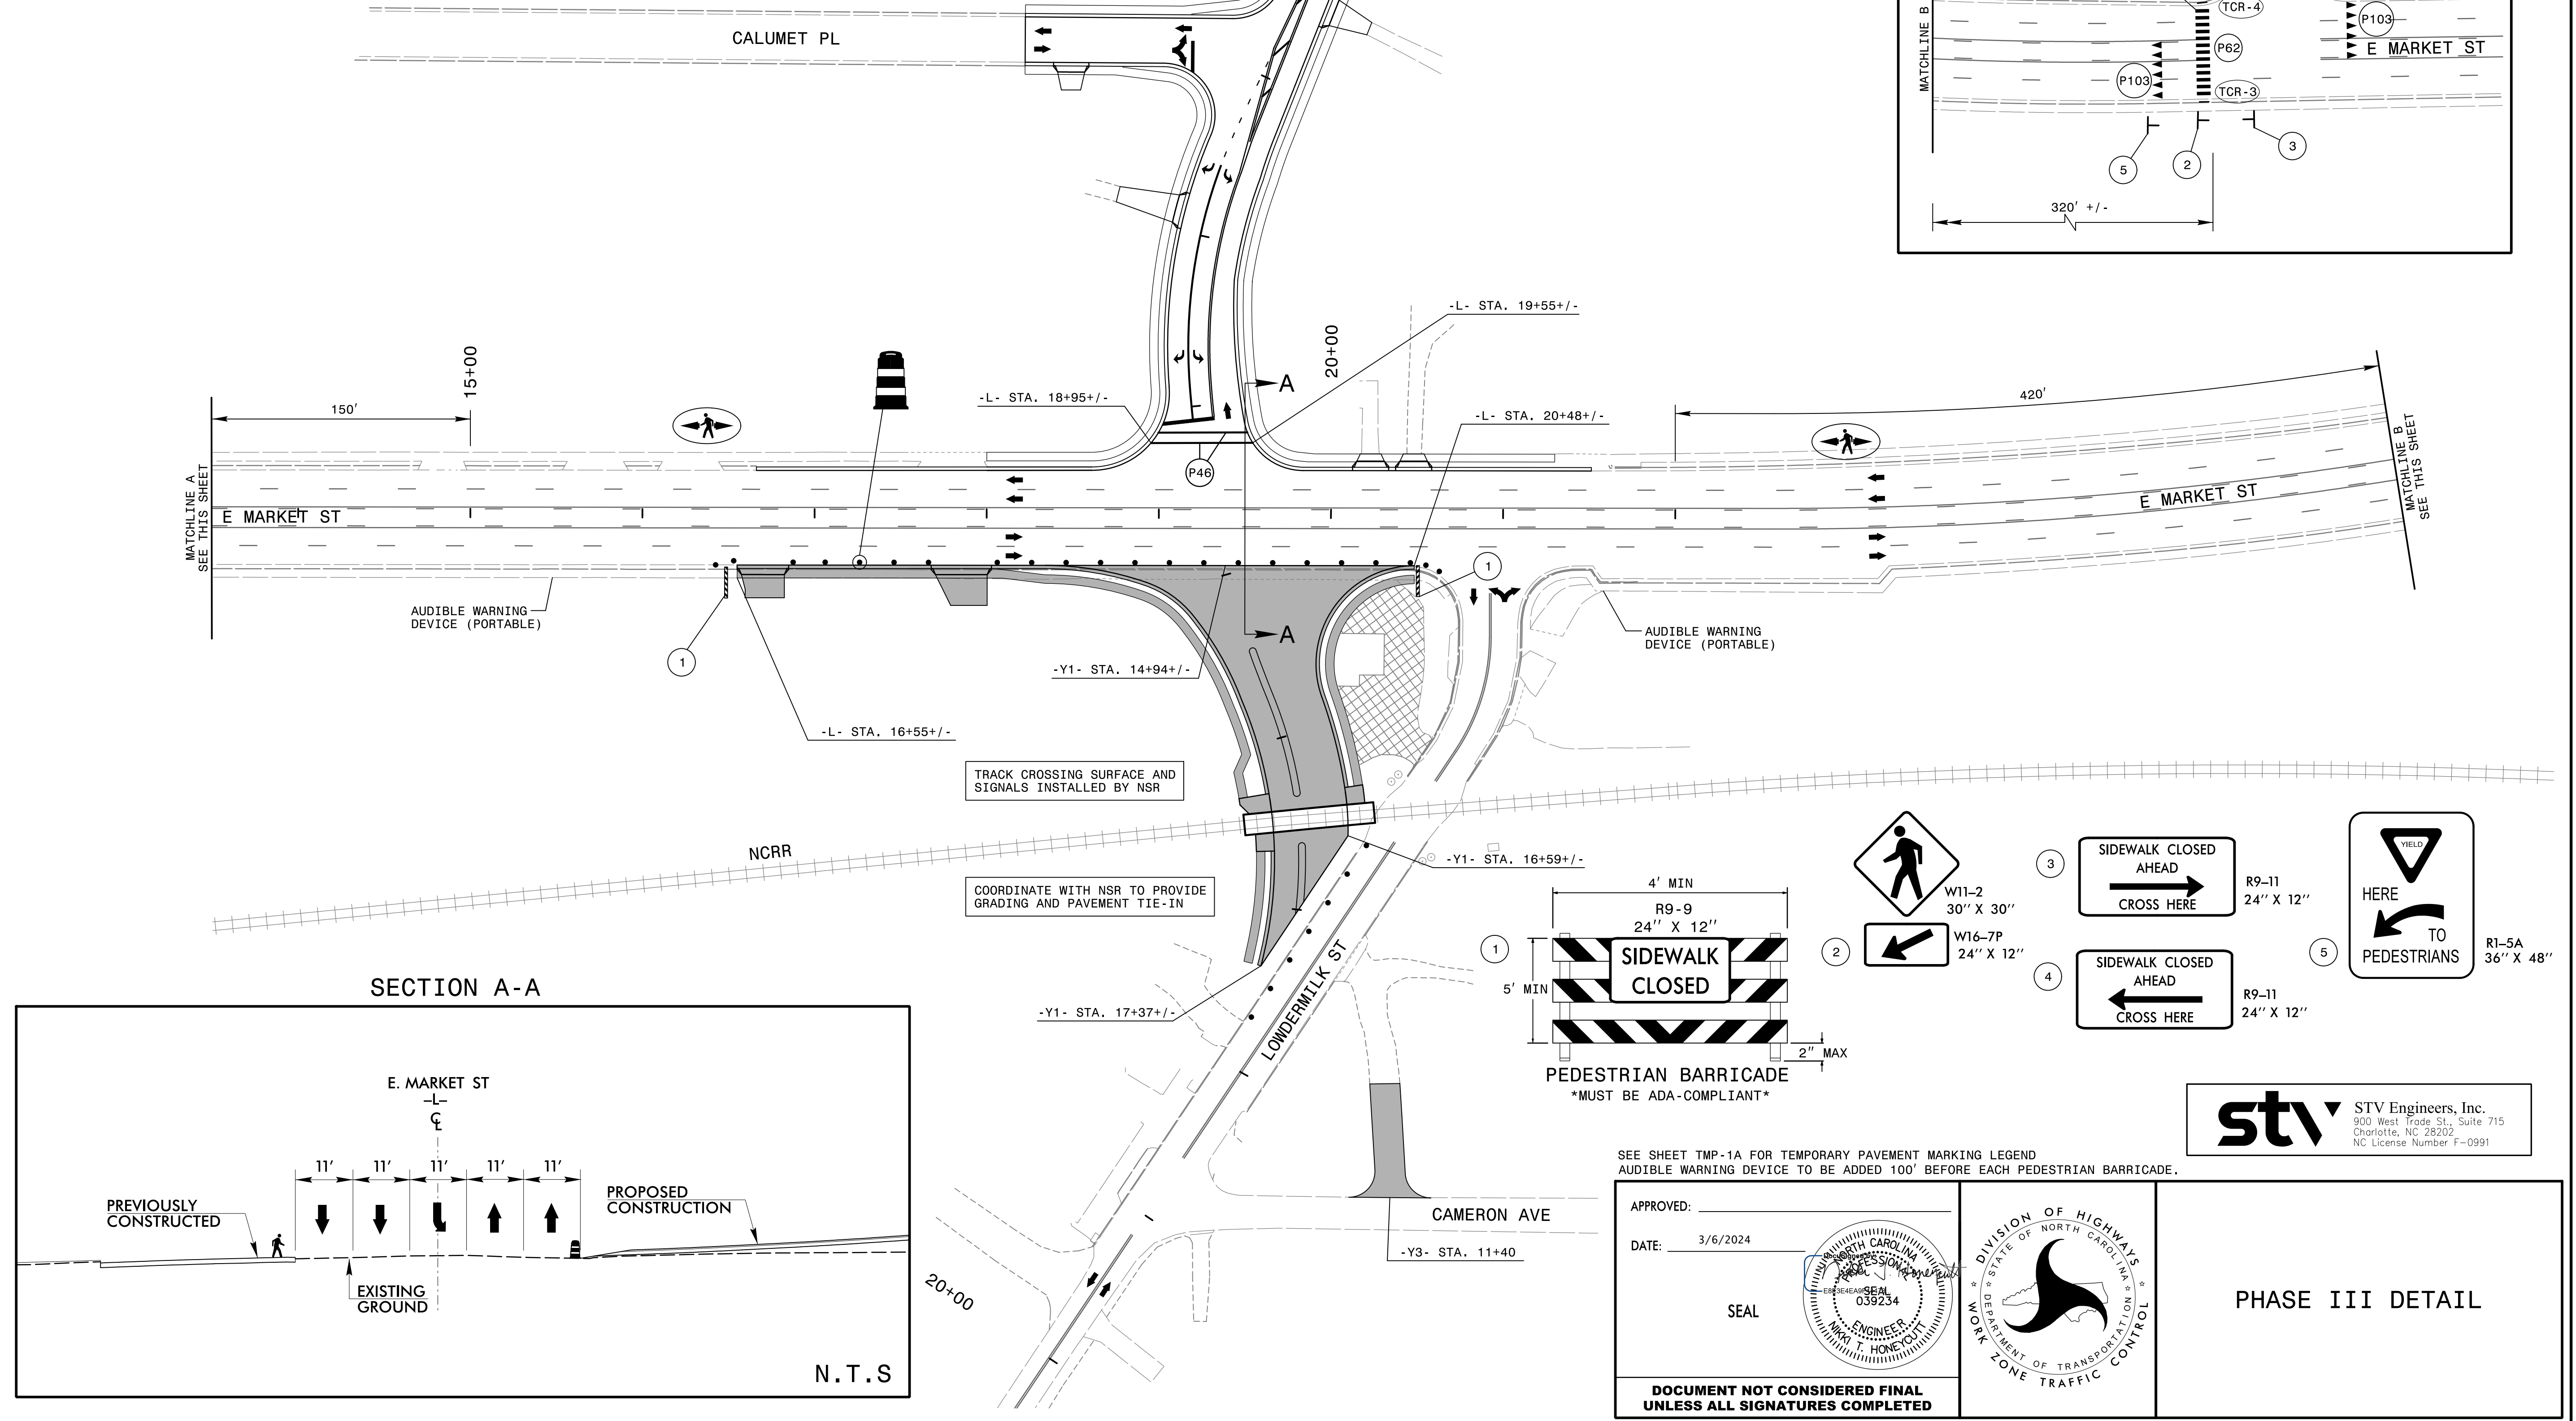 CALUMET PL
MATCHLINE B
TCR-4
P103
P62
E MARKET ST
P103
TCR-3
5
2
3
320' +/-
-L- STA. 19+55+/-
15+00
20+00
A
150'
-L- STA. 18+95+/-
-L- STA. 20+48+/-
420'
P46
MATCHLINE A
SEE THIS SHEET
E MARKET ST
E MARKET ST
MATCHLINE B
SEE THIS SHEET
1
AUDIBLE WARNING
DEVICE (PORTABLE)
1
A
AUDIBLE WARNING
DEVICE (PORTABLE)
-Y1- STA. 14+94+/-
-L- STA. 16+55+/-
TRACK CROSSING SURFACE AND
SIGNALS INSTALLED BY NSR
NCRR
-Y1- STA. 16+59+/-
COORDINATE WITH NSR TO PROVIDE
GRADING AND PAVEMENT TIE-IN
-Y1- STA. 17+37+/-
LOWDERMILK ST
4' MIN
R9-9
24'' X 12''
1
SIDEWALK
CLOSED
5' MIN
2'' MAX
PEDESTRIAN BARRICADE
*MUST BE ADA-COMPLIANT*
W11-2
30'' X 30''
2
W16-7P
24'' X 12''
3
SIDEWALK CLOSED
AHEAD
CROSS HERE
R9-11
24'' X 12''
4
SIDEWALK CLOSED
AHEAD
CROSS HERE
R9-11
24'' X 12''
5
YIELD
HERE
TO
PEDESTRIANS
R1-5A
36'' X 48''
SECTION A-A
E. MARKET ST
-L-
℄
11'
11'
11'
11'
11'
PREVIOUSLY
CONSTRUCTED
PROPOSED
CONSTRUCTION
EXISTING
GROUND
N.T.S
CAMERON AVE
-Y3- STA. 11+40
20+00
stv
STV Engineers, Inc.
900 West Trade St., Suite 715
Charlotte, NC 28202
NC License Number F-0991
SEE SHEET TMP-1A FOR TEMPORARY PAVEMENT MARKING LEGEND
AUDIBLE WARNING DEVICE TO BE ADDED 100' BEFORE EACH PEDESTRIAN BARRICADE.
APPROVED:
DATE: 3/6/2024
SEAL
NORTH CAROLINA
PROFESSIONAL
SEAL
039234
ENGINEER
NIKKI T. HONEYCUTT
DOCUMENT NOT CONSIDERED FINAL
UNLESS ALL SIGNATURES COMPLETED
DIVISION OF HIGHWAYS
STATE OF NORTH CAROLINA
DEPARTMENT OF TRANSPORTATION
WORK ZONE TRAFFIC CONTROL
PHASE III DETAIL